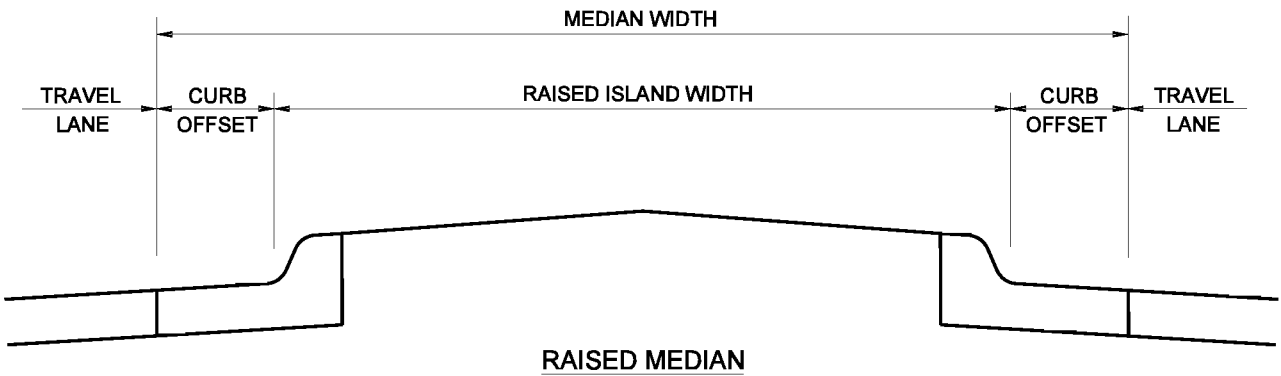 MEDIAN WIDTH
TRAVEL LANE
CURB OFFSET
RAISED ISLAND WIDTH
CURB OFFSET
TRAVEL LANE
RAISED MEDIAN